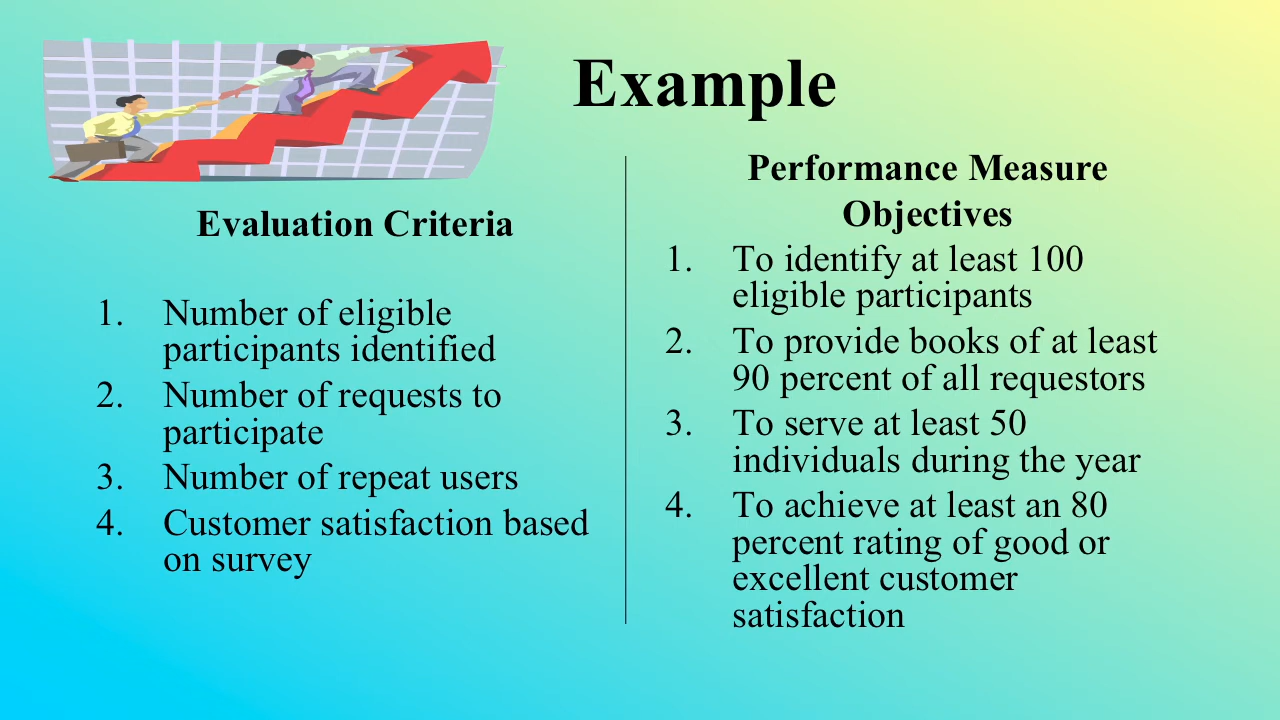 Example
Evaluation Criteria
1. Number of eligible
participants identified
2. Number of requests to
participate
3. Number of repeat users
4. Customer satisfaction based
on survey
Performance Measure
Objectives
1. To identify at least 100
eligible participants
2. To provide books of at least
90 percent of all requestors
3. To serve at least 50
individuals during the year
4. To achieve at least an 80
percent rating of good or
excellent customer
satisfaction